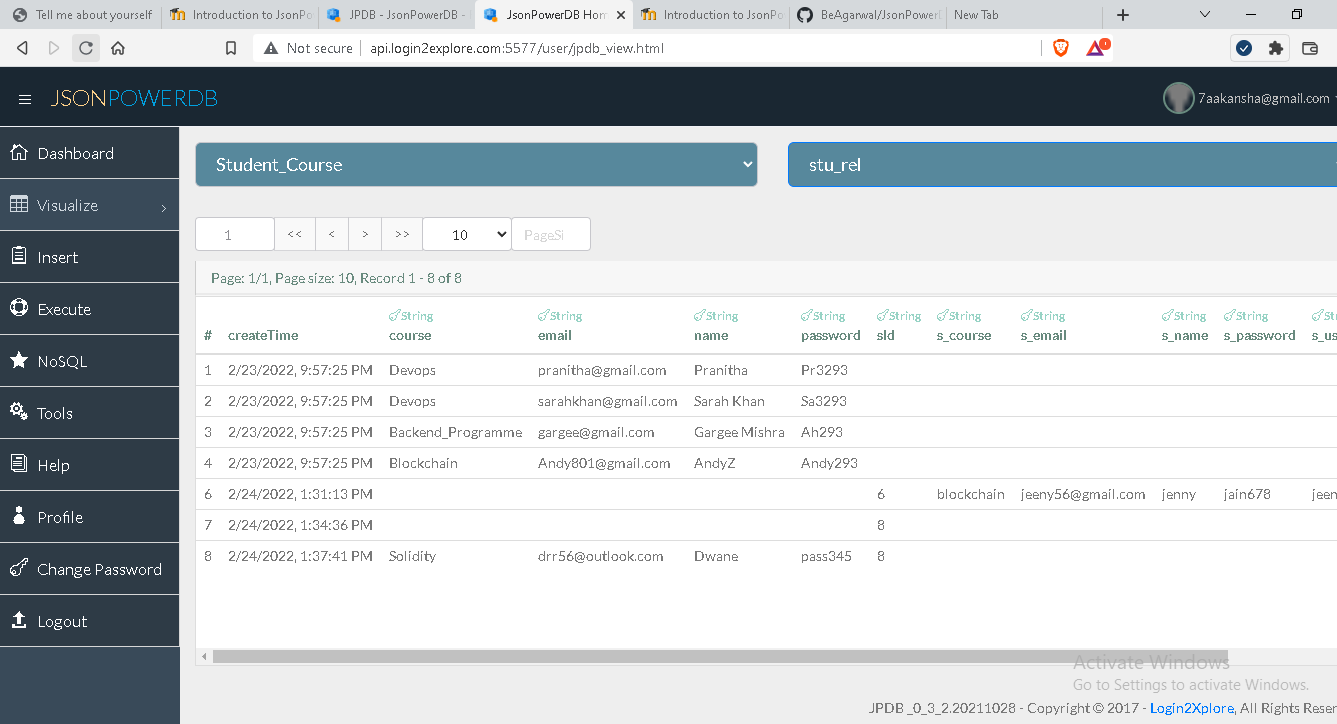 Tell me about yourself
Introduction to JsonPo
JPDB - JsonPowerDB -
JsonPowerDB Hom
Introduction to JsonPo
BeAgarwal/JsonPowerD
New Tab
Not secure
api.login2explore.com:5577/user/jpdb_view.html
JSONPOWERDB
7aakansha@gmail.com
Dashboard
Visualize
Insert
Execute
NoSQL
Tools
Help
Profile
Change Password
Logout
Student_Course
stu_rel
1 << < > >> 10 PageSi
Page: 1/1, Page size: 10, Record 1 - 8 of 8
String String String String String String String String String Str
# createTime course email name password sId s_course s_email s_name s_password s_us
1 2/23/2022, 9:57:25 PM Devops pranitha@gmail.com Pranitha Pr3293
2 2/23/2022, 9:57:25 PM Devops sarahkhan@gmail.com Sarah Khan Sa3293
3 2/23/2022, 9:57:25 PM Backend_Programme gargee@gmail.com Gargee Mishra Ah293
4 2/23/2022, 9:57:25 PM Blockchain Andy801@gmail.com AndyZ Andy293
6 2/24/2022, 1:31:13 PM 6 blockchain jeeny56@gmail.com jenny jain678 jeen
7 2/24/2022, 1:34:36 PM 8
8 2/24/2022, 1:37:41 PM Solidity drr56@outlook.com Dwane pass345 8
Activate Windows
Go to Settings to activate Windows.
JPDB _0_3_2.20211028 - Copyright © 2017 - Login2Xplore, All Rights Reser